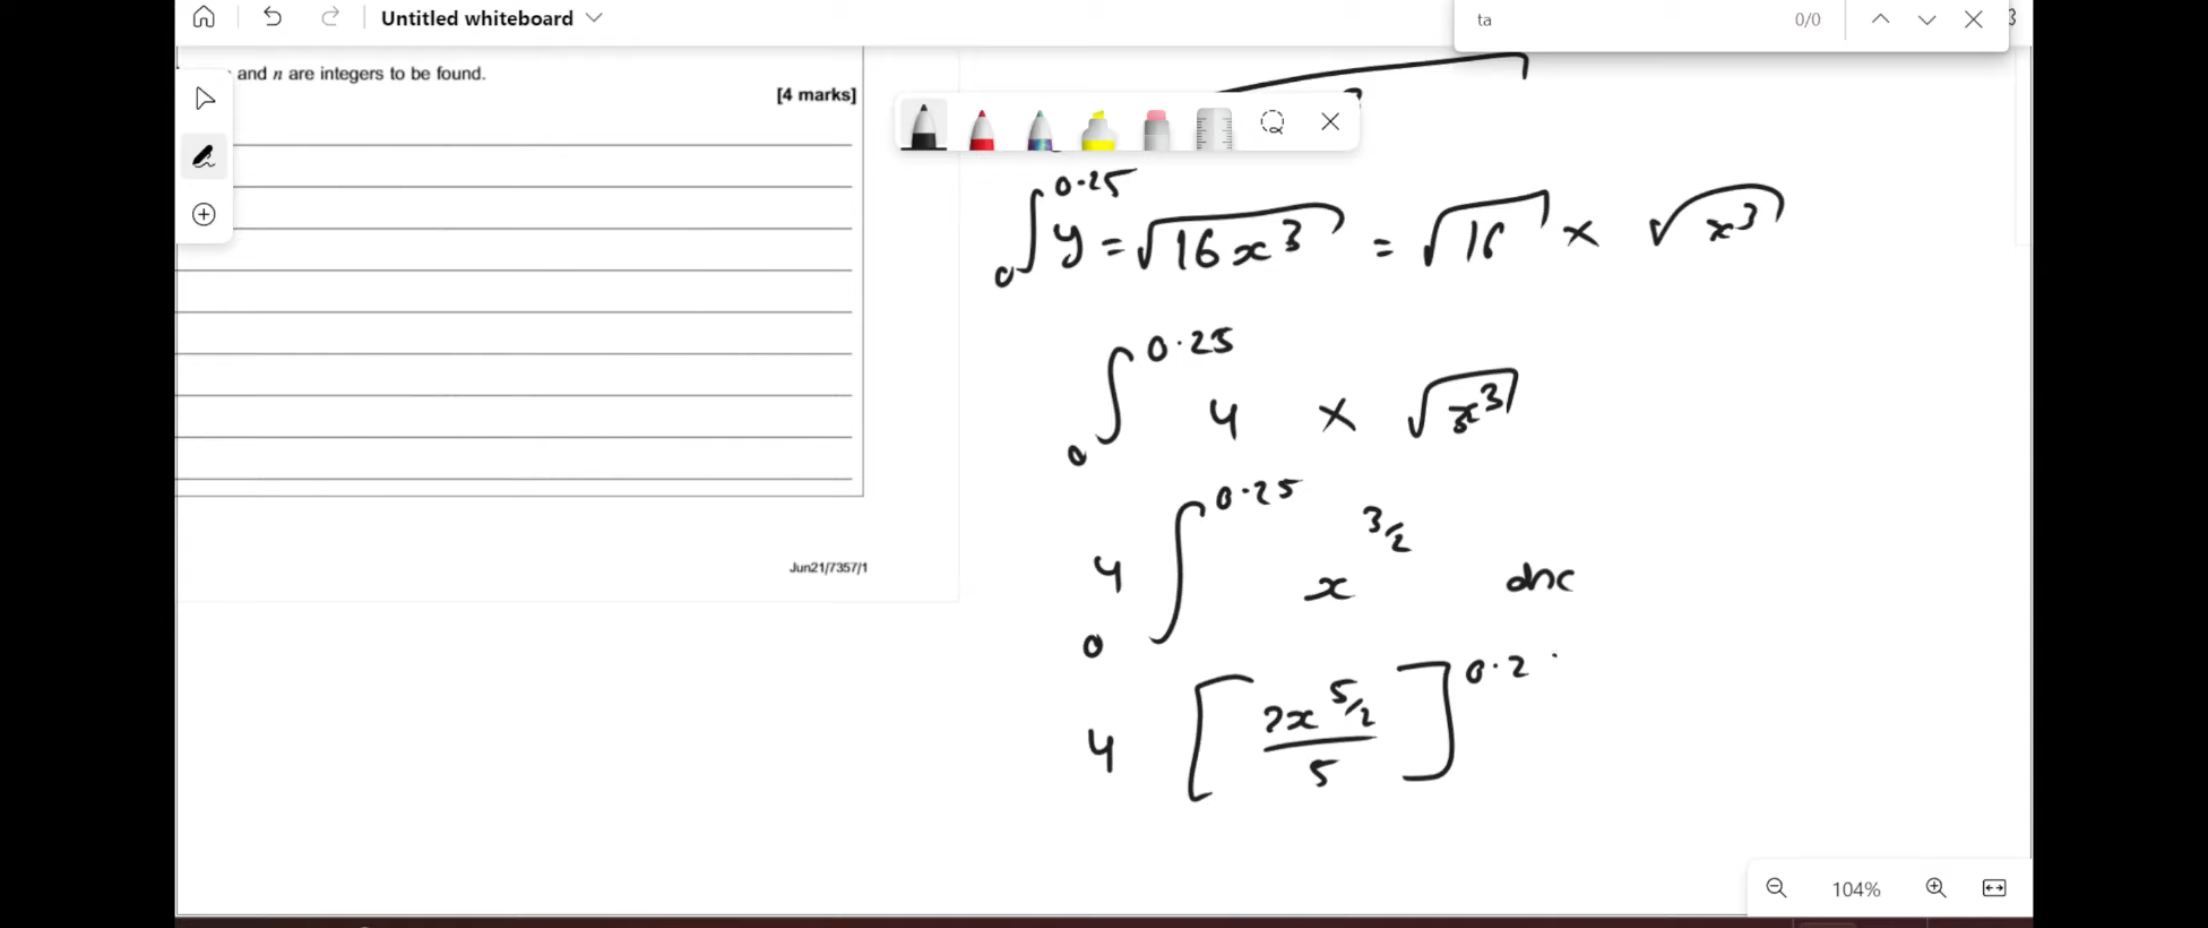 Untitled whiteboard
ta 0/0
and n are integers to be found.
[4 marks]
0.25
∫ y = √16x³ = √16 × √x³
0
0.25
∫ 4 × √x³
0
0.25
4 ∫ x^3/2 dx
0
4 [ 2x^5/2 / 5 ]^0.2
Jun21/7357/1
104%